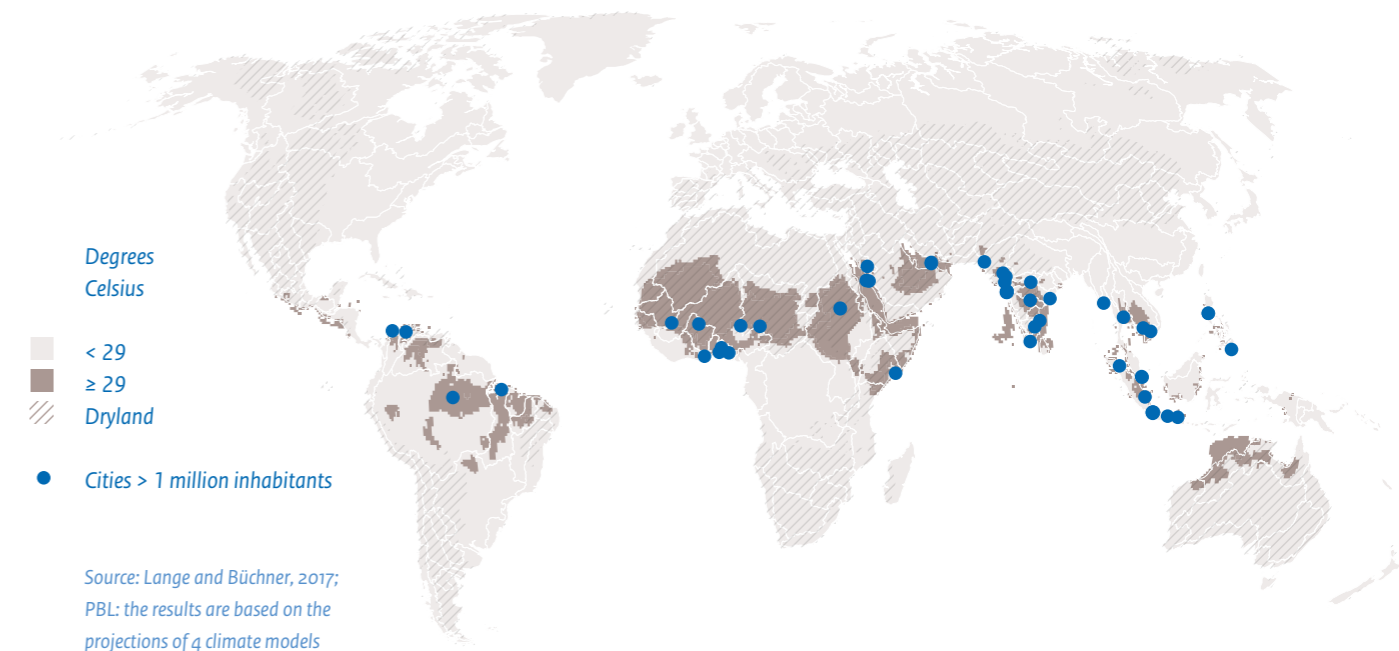 Degrees
Celsius
< 29
≥ 29
Dryland
Cities > 1 million inhabitants
Source: Lange and Büchner, 2017;
PBL: the results are based on the
projections of 4 climate models